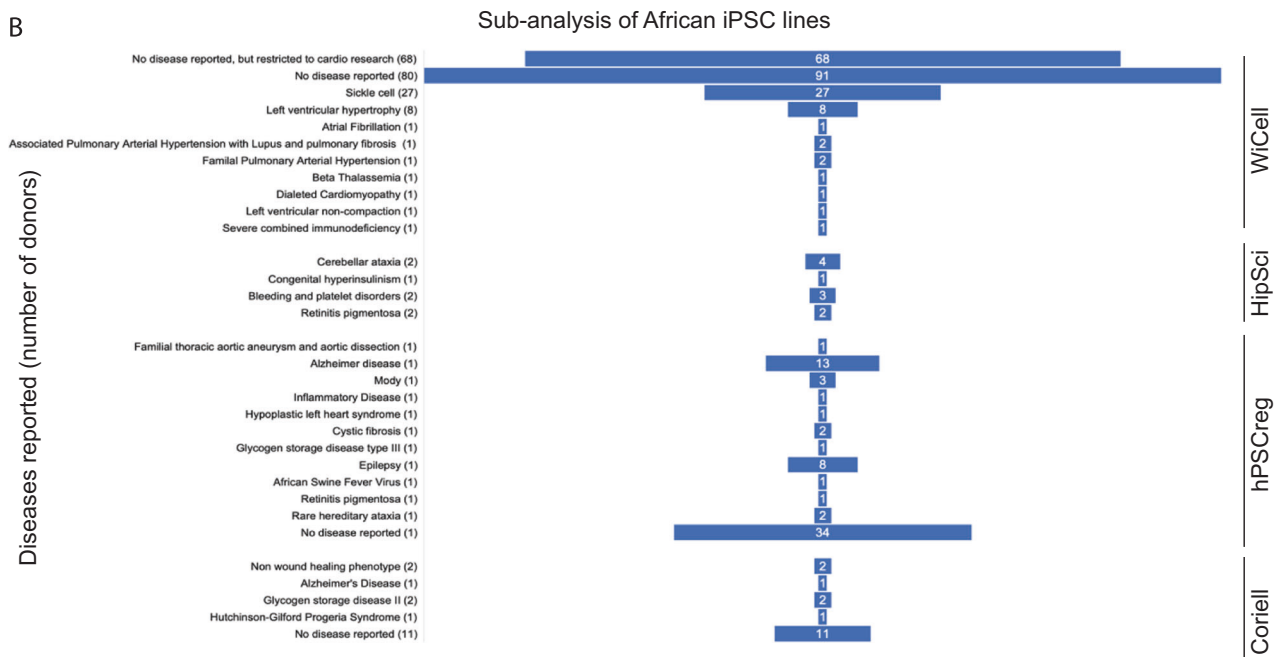 B
Sub-analysis of African iPSC lines
Diseases reported (number of donors)
No disease reported, but restricted to cardio research (68) 68
No disease reported (80) 91
Sickle cell (27) 27
Left ventricular hypertrophy (8) 8
Atrial Fibrillation (1) 1
Associated Pulmonary Arterial Hypertension with Lupus and pulmonary fibrosis (1) 2
Familal Pulmonary Arterial Hypertension (1) 2
Beta Thalassemia (1) 1
Dialeted Cardiomyopathy (1) 1
Left ventricular non-compaction (1) 1
Severe combined immunodeficiency (1) 1
WiCell
Cerebellar ataxia (2) 4
Congenital hyperinsulinism (1) 1
Bleeding and platelet disorders (2) 3
Retinitis pigmentosa (2) 2
HipSci
Familial thoracic aortic aneurysm and aortic dissection (1) 1
Alzheimer disease (1) 13
Mody (1) 3
Inflammatory Disease (1) 1
Hypoplastic left heart syndrome (1) 1
Cystic fibrosis (1) 2
Glycogen storage disease type III (1) 1
Epilepsy (1) 8
African Swine Fever Virus (1) 1
Retinitis pigmentosa (1) 1
Rare hereditary ataxia (1) 2
No disease reported (1) 34
hPSCreg
Non wound healing phenotype (2) 2
Alzheimer's Disease (1) 1
Glycogen storage disease II (2) 2
Hutchinson-Gilford Progeria Syndrome (1) 1
No disease reported (11) 11
Coriell